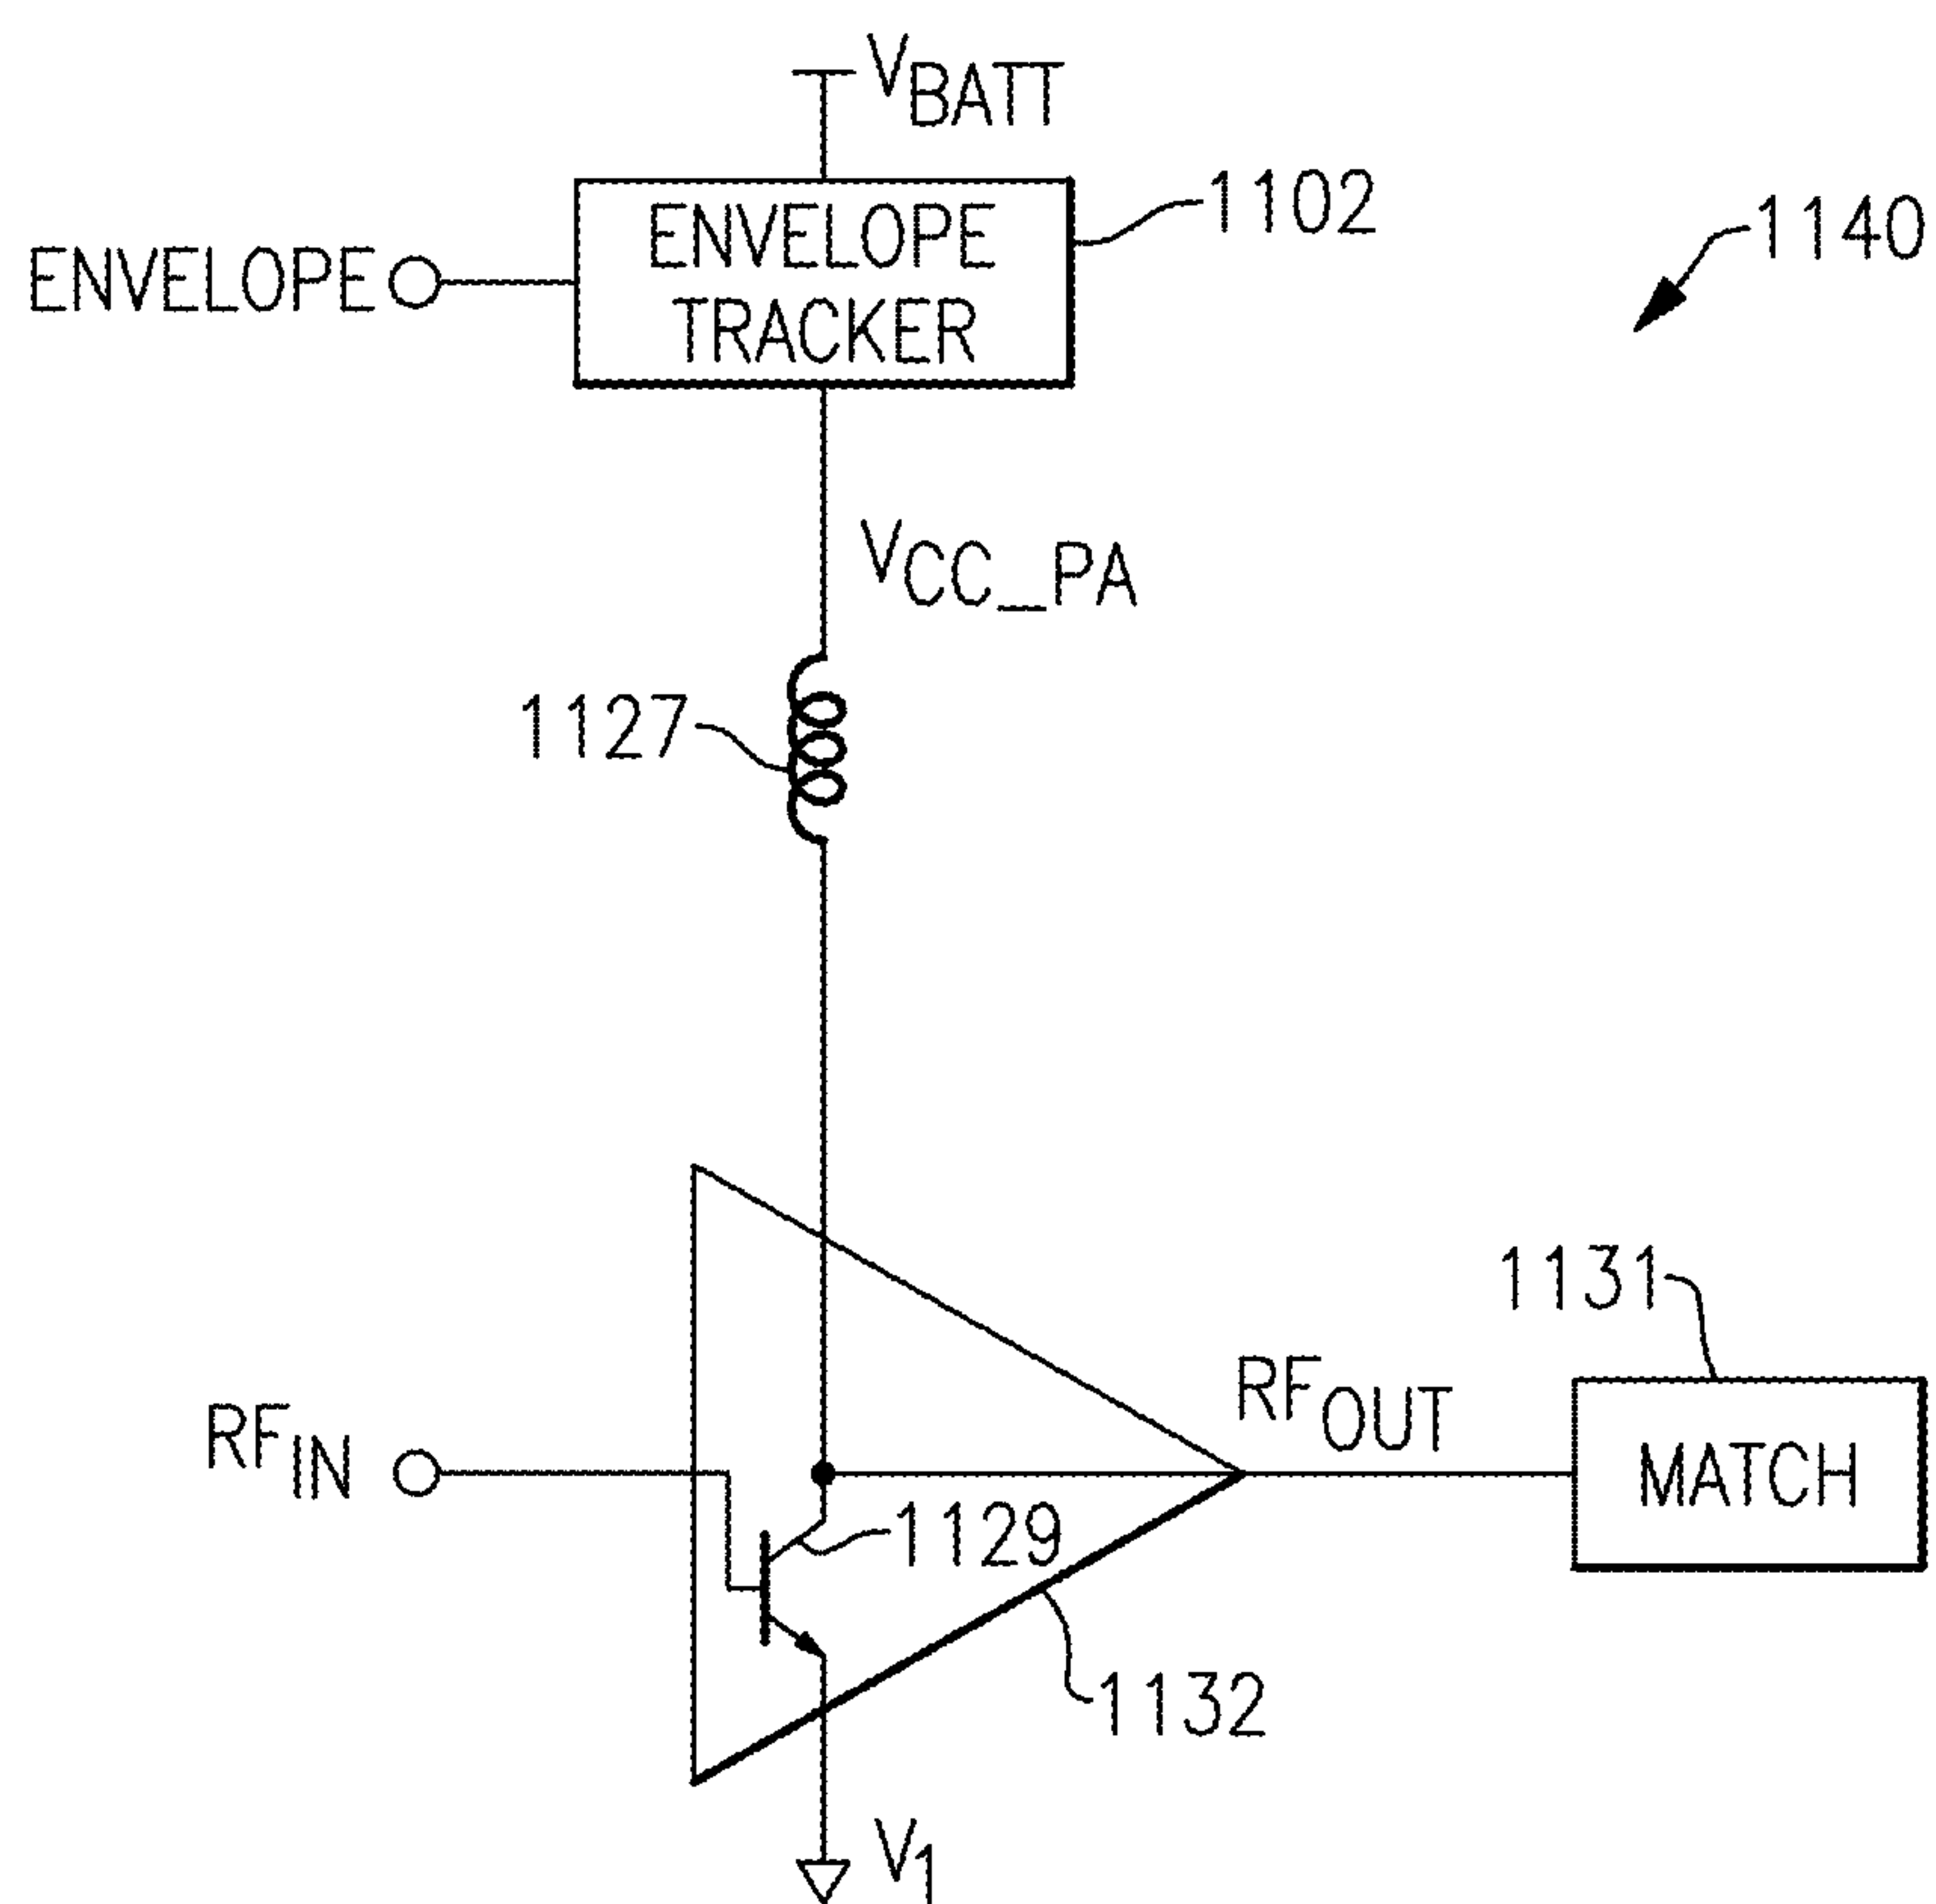 VBATT
1102
1140
ENVELOPE
ENVELOPE
TRACKER
VCC_PA
1127
1131
RFOUT
RFIN
MATCH
1129
1132
V1